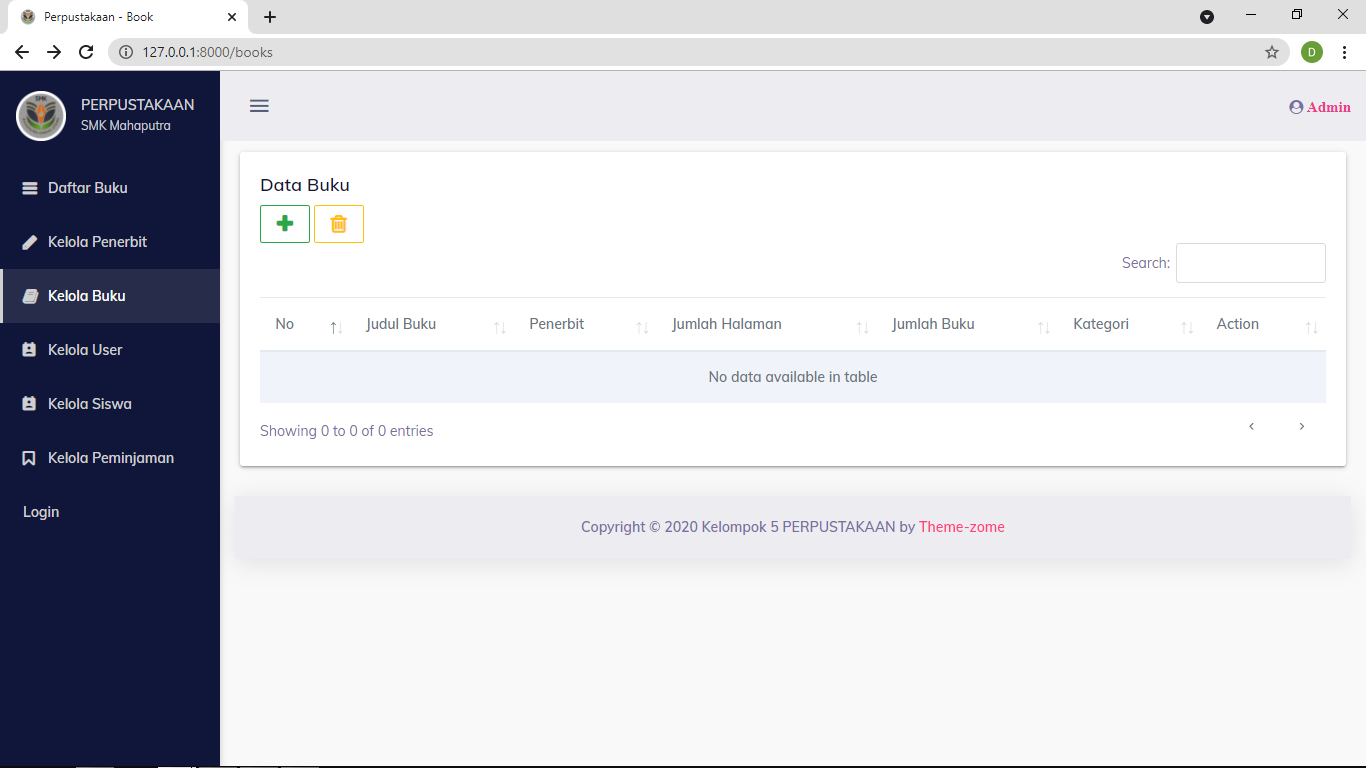 Perpustakaan - Book
127.0.0.1:8000/books
D
PERPUSTAKAAN
SMK Mahaputra
Admin
Daftar Buku
Kelola Penerbit
Kelola Buku
Kelola User
Kelola Siswa
Kelola Peminjaman
Login
Data Buku
Search:
No Judul Buku Penerbit Jumlah Halaman Jumlah Buku Kategori Action
No data available in table
Showing 0 to 0 of 0 entries
Copyright © 2020 Kelompok 5 PERPUSTAKAAN by Theme-zome